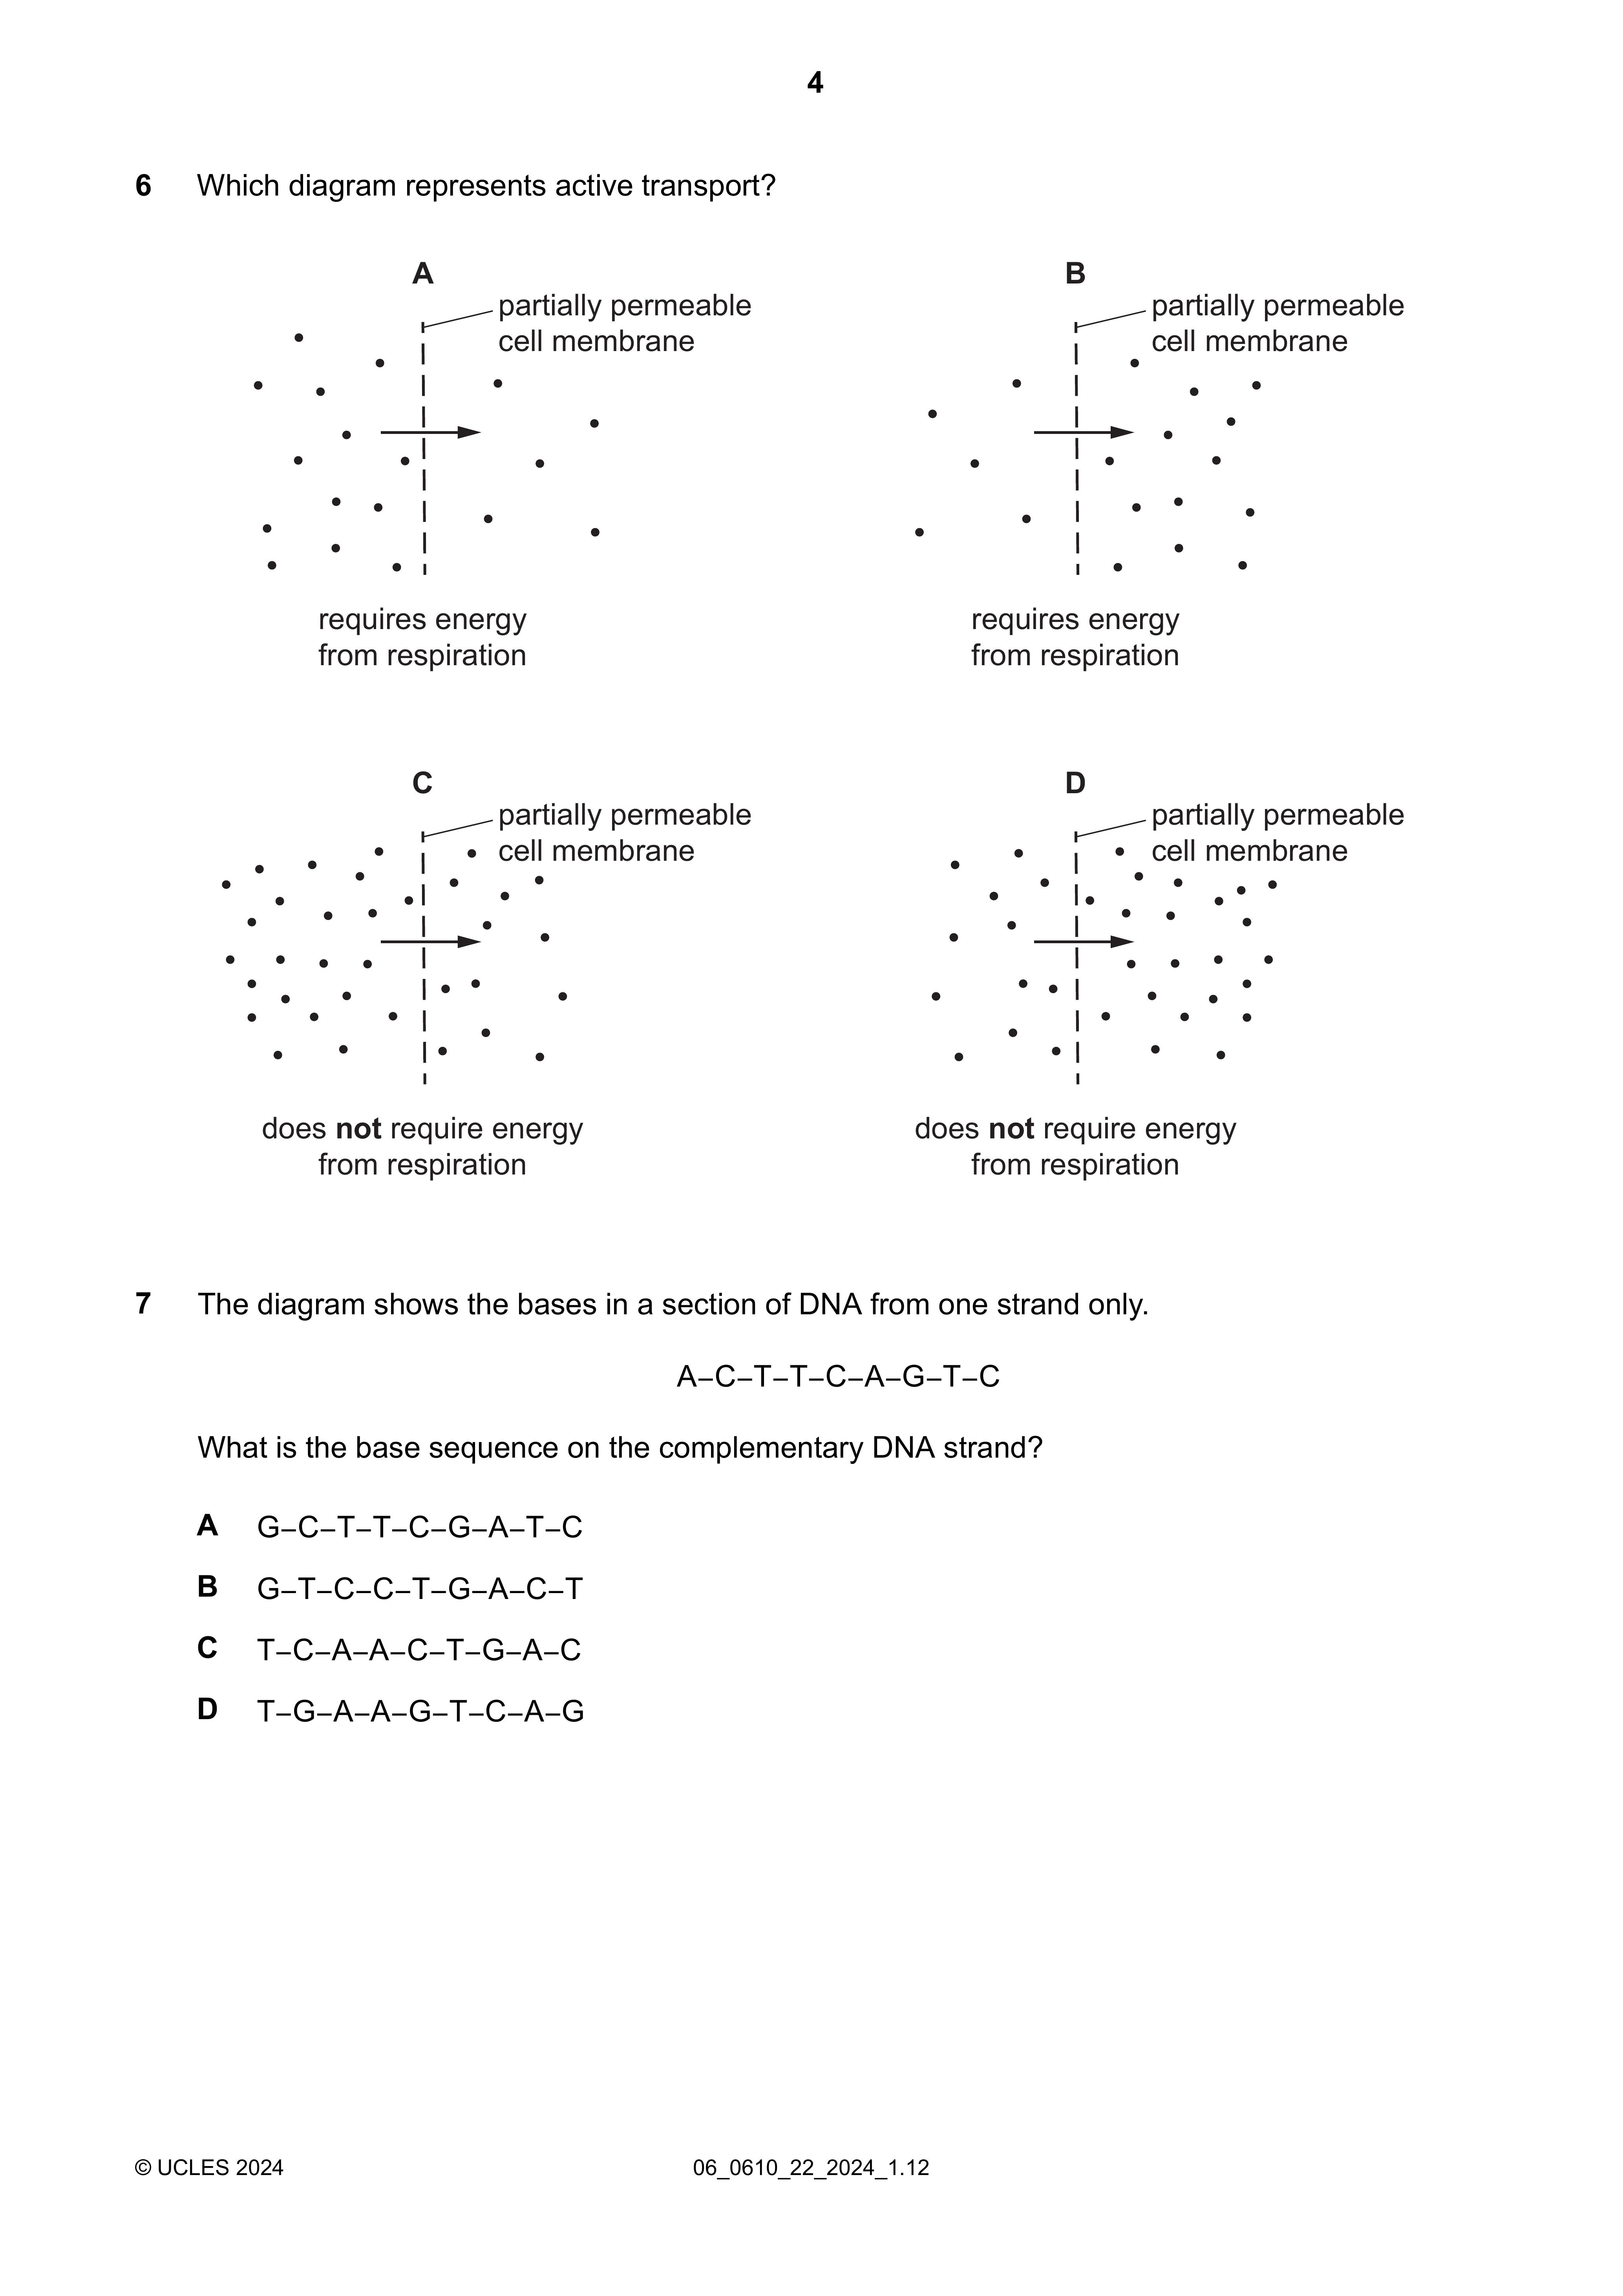 4
6 Which diagram represents active transport?
A B
partially permeable partially permeable
cell membrane cell membrane
requires energy requires energy
from respiration from respiration
C D
partially permeable partially permeable
cell membrane cell membrane
does not require energy does not require energy
from respiration from respiration
7 The diagram shows the bases in a section of DNA from one strand only.
A–C–T–T–C–A–G–T–C
What is the base sequence on the complementary DNA strand?
A G–C–T–T–C–G–A–T–C
B G–T–C–C–T–G–A–C–T
C T–C–A–A–C–T–G–A–C
D T–G–A–A–G–T–C–A–G
© UCLES 2024 06_0610_22_2024_1.12